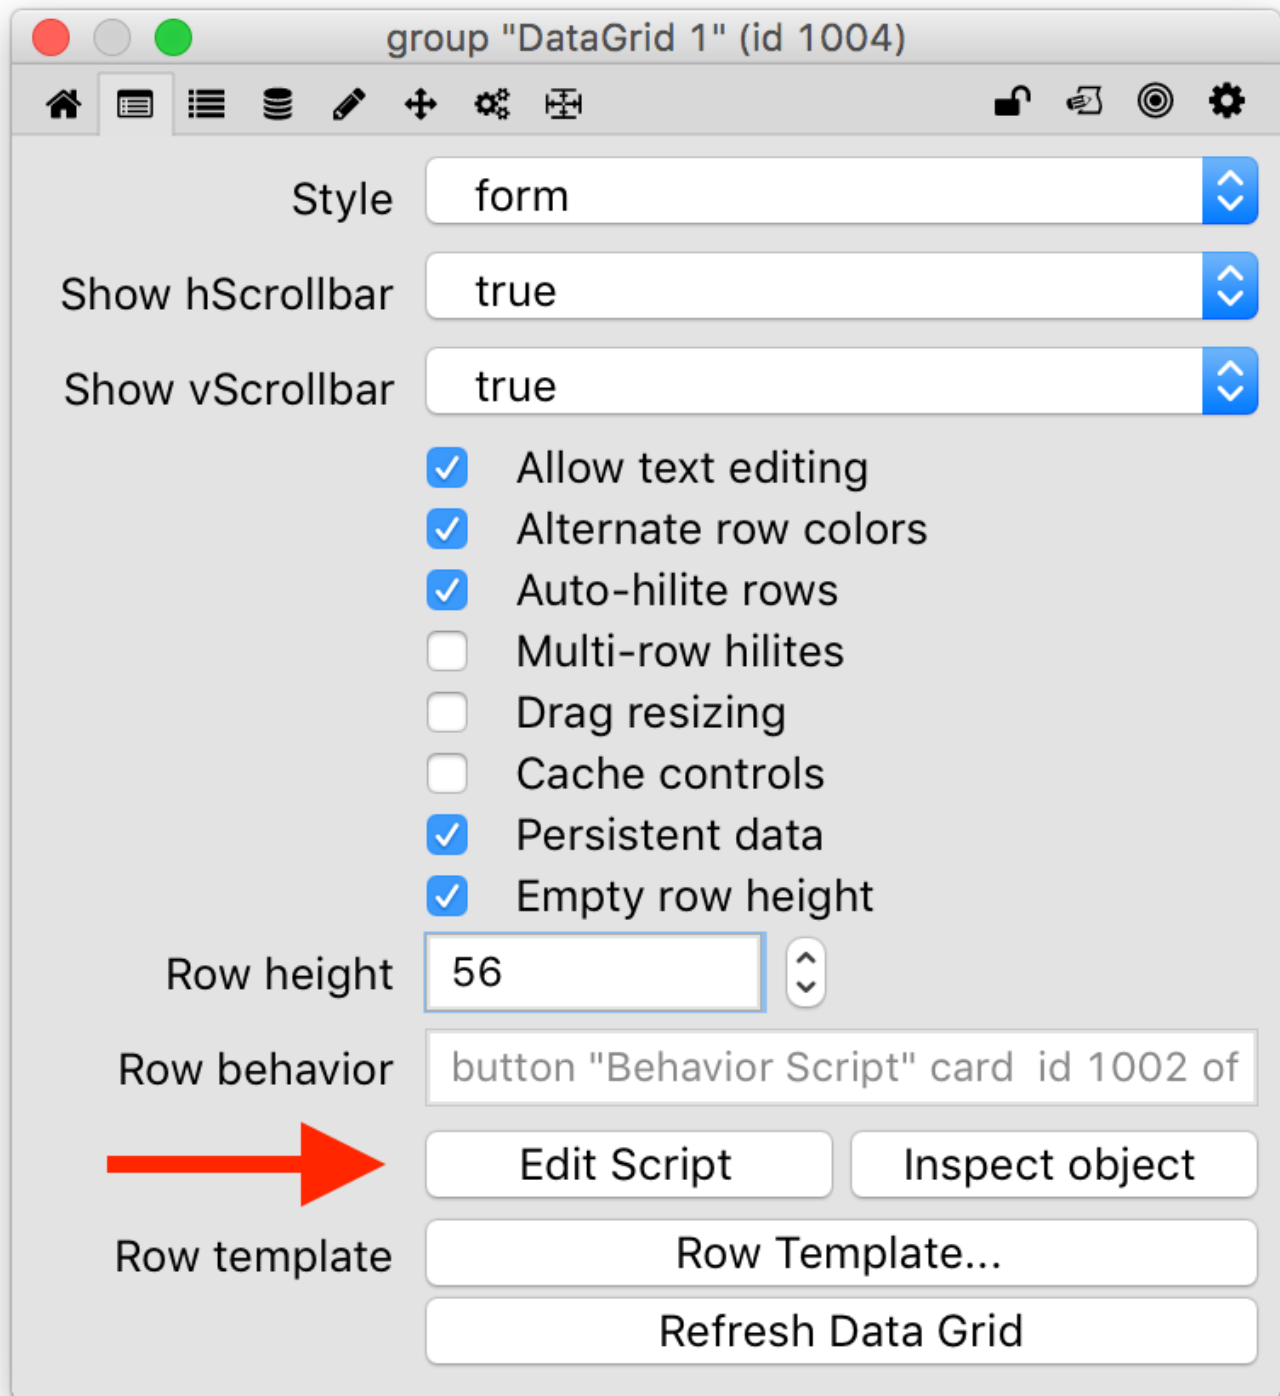 group "DataGrid 1" (id 1004)
Style form
Show hScrollbar true
Show vScrollbar true
Allow text editing
Alternate row colors
Auto-hilite rows
Multi-row hilites
Drag resizing
Cache controls
Persistent data
Empty row height
Row height 56
Row behavior button "Behavior Script" card  id 1002 of
Edit Script Inspect object
Row template Row Template...
Refresh Data Grid